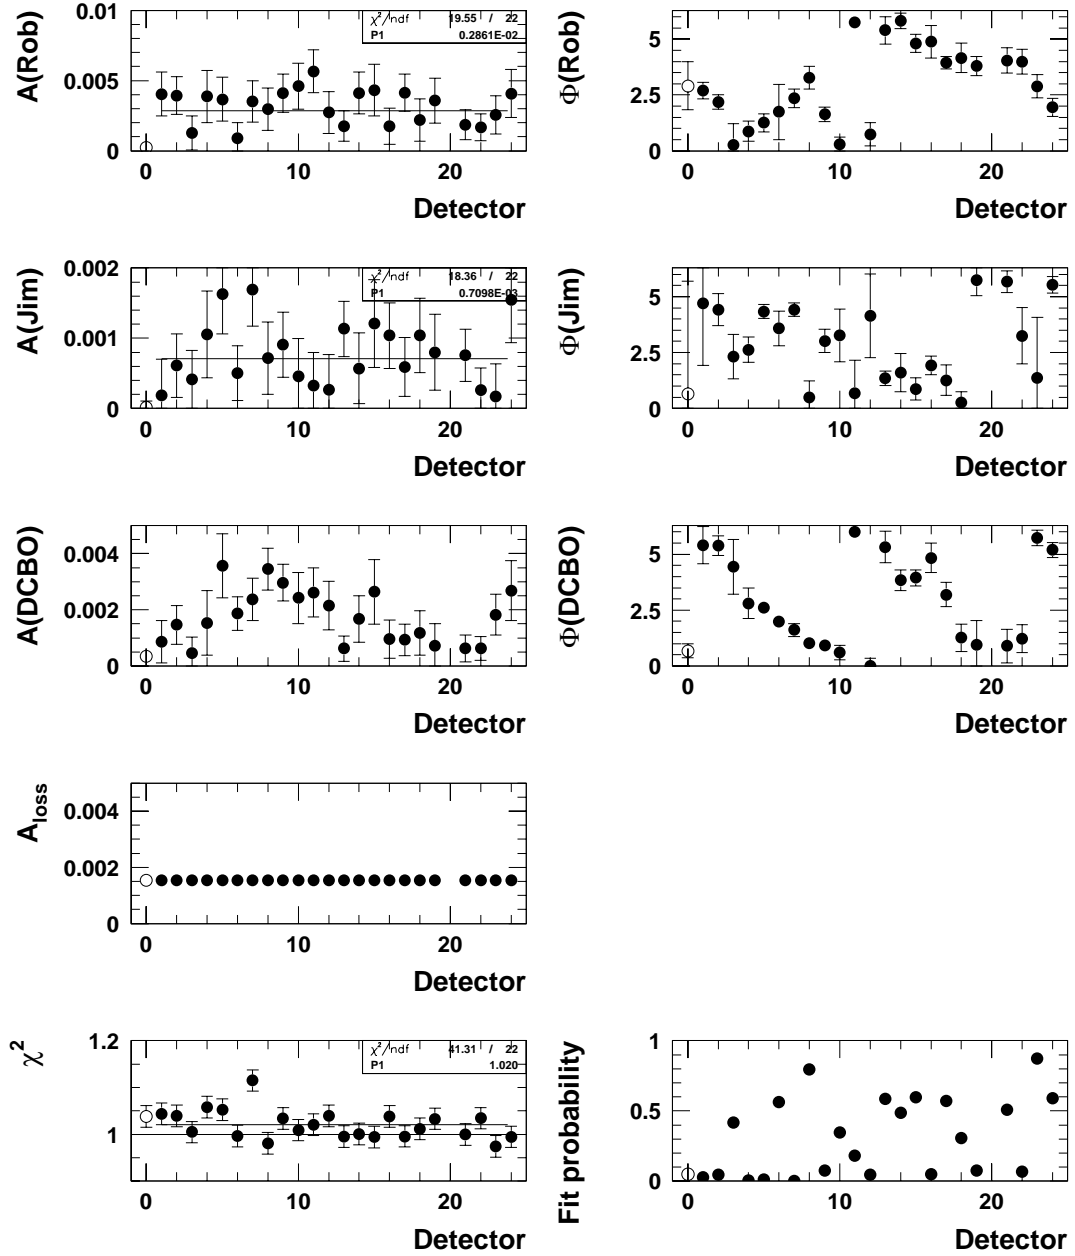 A(Rob)
0.01
0.005
0
χ²/ndf 19.55 / 22
P1 0.2861E-02
0 10 20
Detector
Φ(Rob)
5
2.5
0
0 10 20
Detector
A(Jim)
0.002
0.001
0
χ²/ndf 18.36 / 22
P1 0.7098E-03
0 10 20
Detector
Φ(Jim)
5
2.5
0
0 10 20
Detector
A(DCBO)
0.004
0.002
0
0 10 20
Detector
Φ(DCBO)
5
2.5
0
0 10 20
Detector
A_loss
0.004
0.002
0
0 10 20
Detector
χ²
1.2
1
χ²/ndf 41.31 / 22
P1 1.020
0 10 20
Detector
Fit probability
1
0.5
0
0 10 20
Detector